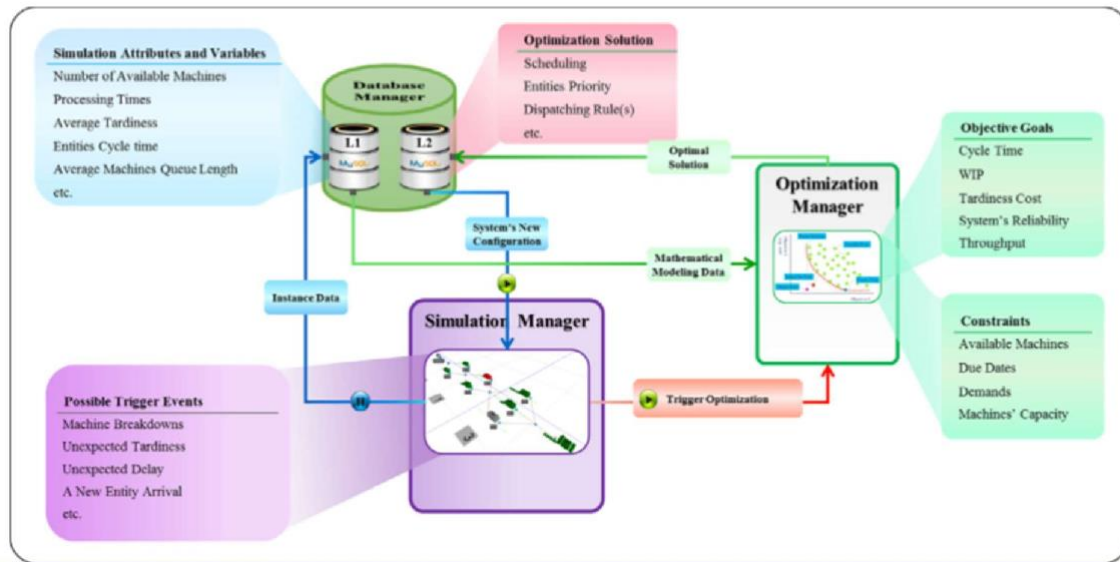 Simulation Attributes and Variables
Number of Available Machines
Processing Times
Average Tardiness
Entities Cycle time
Average Machines Queue Length
etc.
Database
Manager
L1
L2
MySQL
MySQL
Optimization Solution
Scheduling
Entities Priority
Dispatching Rule(s)
etc.
Optimal
Solution
Optimization
Manager
Objective Goals
Cycle Time
WIP
Tardiness Cost
System's Reliability
Throughput
System's New
Configuration
Mathematical
Modeling Data
Instance Data
Simulation Manager
Constraints
Available Machines
Due Dates
Demands
Machines' Capacity
Possible Trigger Events
Machine Breakdowns
Unexpected Tardiness
Unexpected Delay
A New Entity Arrival
etc.
Trigger Optimization